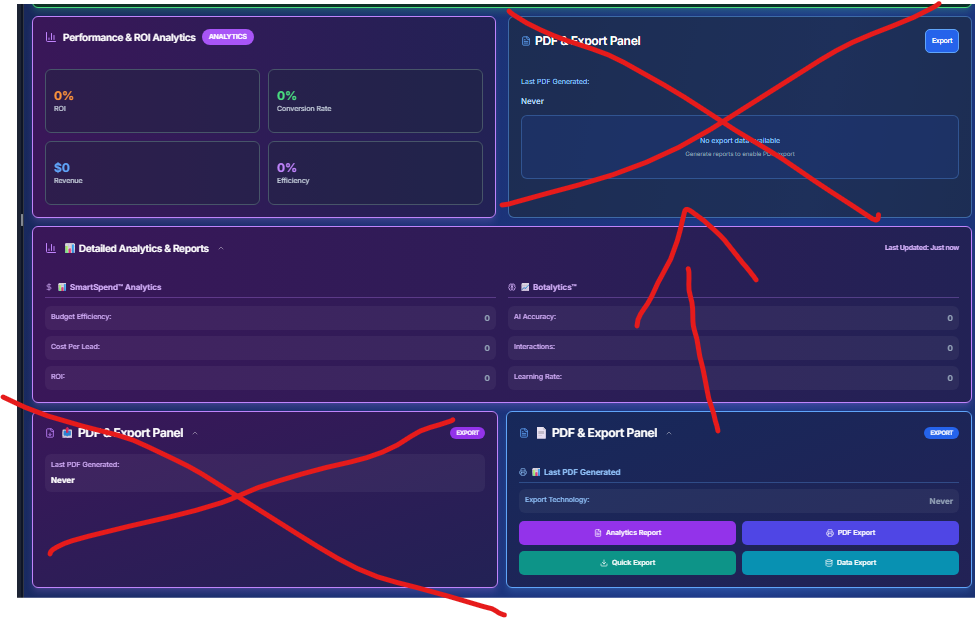 Performance & ROI Analytics ANALYTICS
0%
ROI
0%
Conversion Rate
$0
Revenue
0%
Efficiency
PDF & Export Panel Export
Last PDF Generated:
Never
No export data available
Generate reports to enable PDF export
Detailed Analytics & Reports Last Updated: Just now
$ SmartSpend™ Analytics
Budget Efficiency: 0
Cost Per Lead: 0
ROI: 0
Botalytics™
AI Accuracy: 0
Interactions: 0
Learning Rate: 0
PDF & Export Panel EXPORT
Last PDF Generated:
Never
PDF & Export Panel EXPORT
Last PDF Generated
Export Technology: Never
Analytics Report PDF Export
Quick Export Data Export